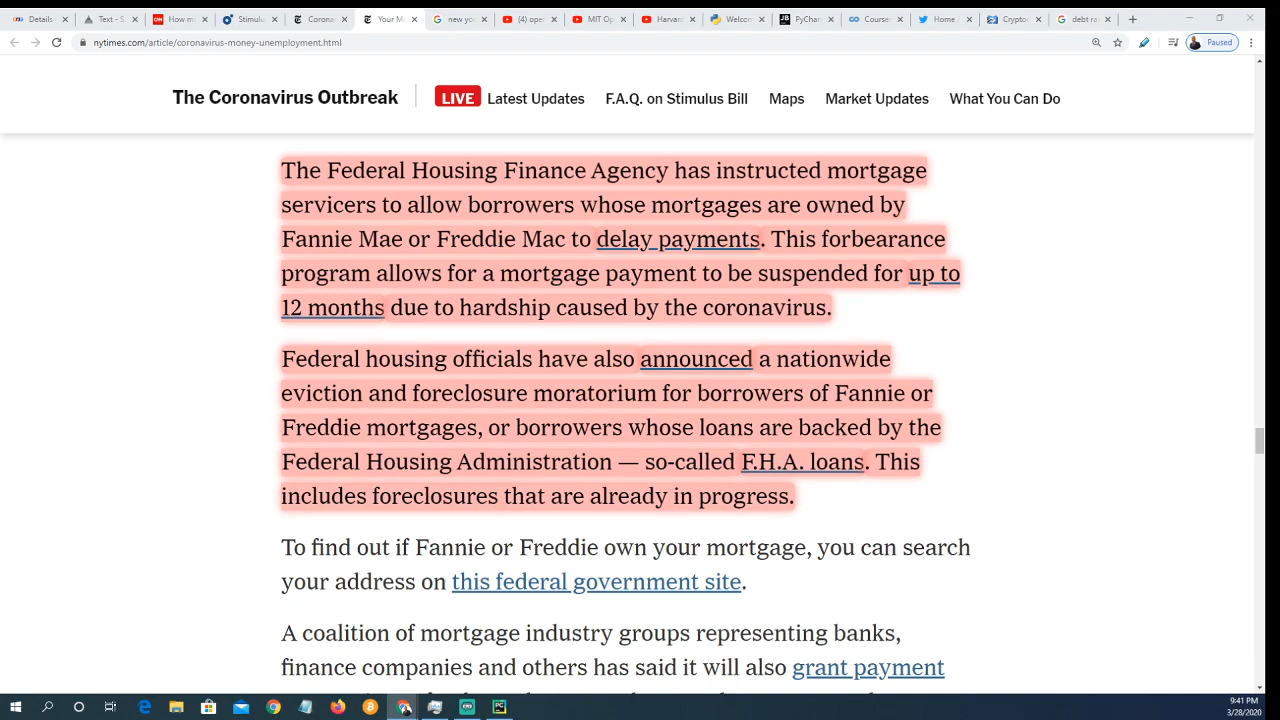 Details
Text - S
How m
Stimulu
Corona
Your M
new yo
(4) ope
MIT Op
Harvar
Welco
PyChar
Course
Home /
Crypto
debt ra
nytimes.com/article/coronavirus-money-unemployment.html
Paused
The Coronavirus Outbreak
LIVE Latest Updates
F.A.Q. on Stimulus Bill
Maps
Market Updates
What You Can Do
The Federal Housing Finance Agency has instructed mortgage
servicers to allow borrowers whose mortgages are owned by
Fannie Mae or Freddie Mac to delay payments. This forbearance
program allows for a mortgage payment to be suspended for up to
12 months due to hardship caused by the coronavirus.
Federal housing officials have also announced a nationwide
eviction and foreclosure moratorium for borrowers of Fannie or
Freddie mortgages, or borrowers whose loans are backed by the
Federal Housing Administration — so-called F.H.A. loans. This
includes foreclosures that are already in progress.
To find out if Fannie or Freddie own your mortgage, you can search
your address on this federal government site.
A coalition of mortgage industry groups representing banks,
finance companies and others has said it will also grant payment
9:41 PM
3/28/2020